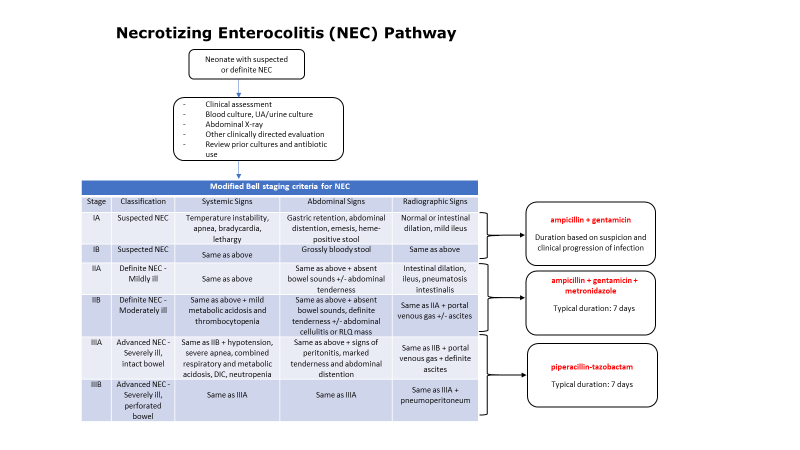 Necrotizing Enterocolitis (NEC) Pathway
Neonate with suspected
or definite NEC
- Clinical assessment
- Blood culture, UA/urine culture
- Abdominal X-ray
- Other clinically directed evaluation
- Review prior cultures and antibiotic
use
Modified Bell staging criteria for NEC
Stage Classification Systemic Signs Abdominal Signs Radiographic Signs
IA Suspected NEC Temperature instability, Gastric retention, abdominal Normal or intestinal
apnea, bradycardia, distention, emesis, heme- dilation, mild ileus
lethargy positive stool
IB Suspected NEC Same as above Grossly bloody stool Same as above
IIA Definite NEC - Same as above Same as above + absent Intestinal dilation,
Mildly ill bowel sounds +/- abdominal ileus, pneumatosis
tenderness intestinalis
IIB Definite NEC - Same as above + mild Same as above + absent Same as IIA + portal
Moderately ill metabolic acidosis and bowel sounds, definite venous gas +/- ascites
thrombocytopenia tenderness +/- abdominal
cellulitis or RLQ mass
IIIA Advanced NEC - Same as IIB + hypotension, Same as above + signs of Same as IIB + portal
Severely ill, severe apnea, combined peritonitis, marked venous gas + definite
intact bowel respiratory and metabolic tenderness and abdominal ascites
acidosis, DIC, neutropenia distention
IIIB Advanced NEC - Same as IIIA Same as IIIA Same as IIIA +
Severely ill, pneumoperitoneum
perforated
bowel
ampicillin + gentamicin
Duration based on suspicion and
clinical progression of infection
ampicillin + gentamicin +
metronidazole
Typical duration: 7 days
piperacillin-tazobactam
Typical duration: 7 days